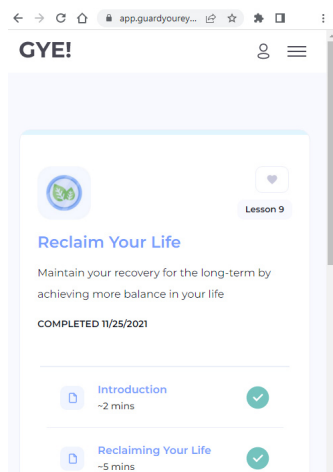 app.guardyourey...
GYE!
Lesson 9
Reclaim Your Life
Maintain your recovery for the long-term by
achieving more balance in your life
COMPLETED 11/25/2021
Introduction
~2 mins
Reclaiming Your Life
~5 mins